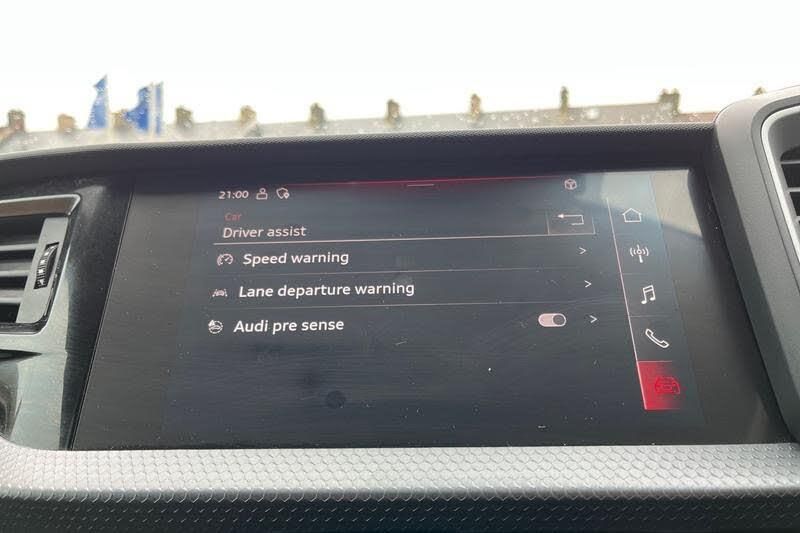 21:00
Car
Driver assist
Speed warning
Lane departure warning
Audi pre sense